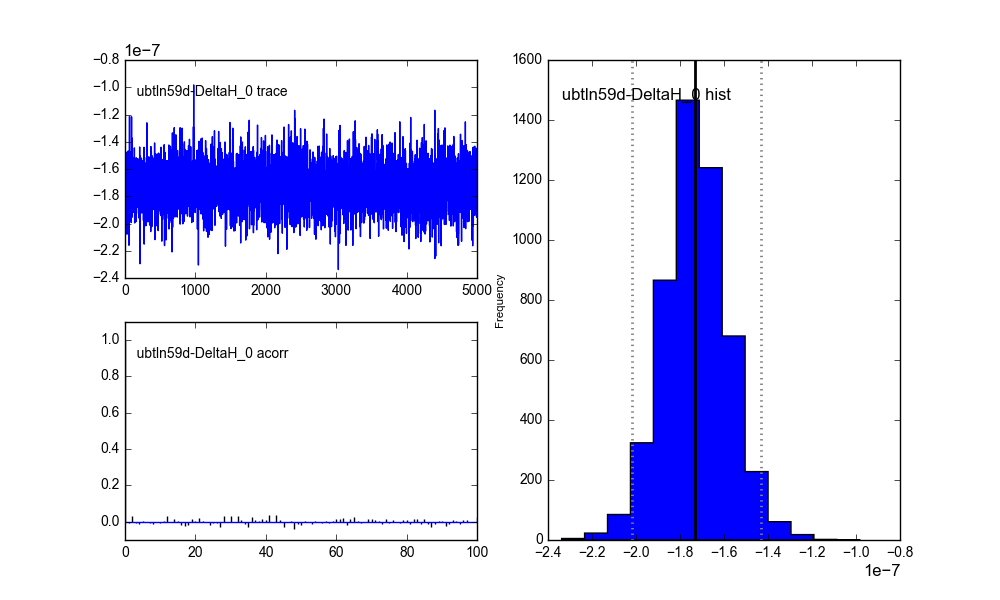 1e−7
−0.8
−1.0
−1.2
−1.4
−1.6
−1.8
−2.0
−2.2
−2.4
ubtln59d-DeltaH_0 trace
0 1000 2000 3000 4000 5000
1.0
0.8
0.6
0.4
0.2
0.0
ubtln59d-DeltaH_0 acorr
0 20 40 60 80 100
Frequency
1600
1400
1200
1000
800
600
400
200
0
ubtln59d-DeltaH_0 hist
−2.4 −2.2 −2.0 −1.8 −1.6 −1.4 −1.2 −1.0 −0.8
1e−7